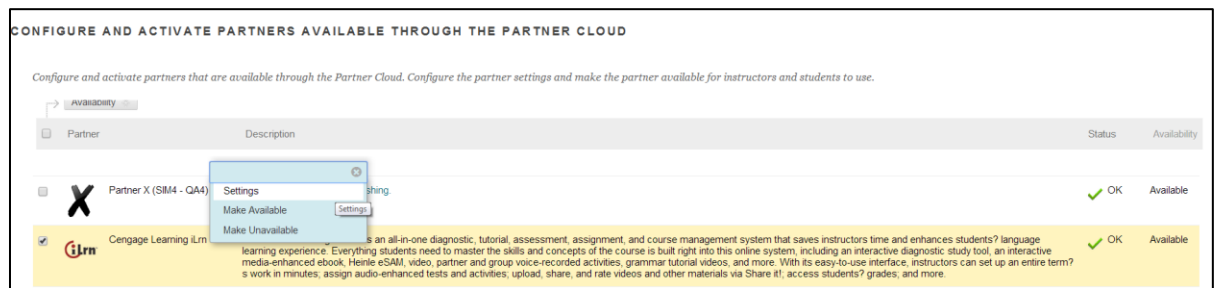 CONFIGURE AND ACTIVATE PARTNERS AVAILABLE THROUGH THE PARTNER CLOUD
Configure and activate partners that are available through the Partner Cloud. Configure the partner settings and make the partner available for instructors and students to use.
Availability
Partner Description Status Availability
Partner X (SIM4 - QA4) shing. OK Available
Settings
Make Available Settings
Make Unavailable
iLrn Cengage Learning iLrn s an all-in-one diagnostic, tutorial, assessment, assignment, and course management system that saves instructors time and enhances students? language OK Available
learning experience. Everything students need to master the skills and concepts of the course is built right into this online system, including an interactive diagnostic study tool, an interactive
media-enhanced ebook, Heinle eSAM, video, partner and group voice-recorded activities, grammar tutorial videos, and more. With its easy-to-use interface, instructors can set up an entire term?
s work in minutes; assign audio-enhanced tests and activities; upload, share, and rate videos and other materials via Share it!; access students? grades; and more.